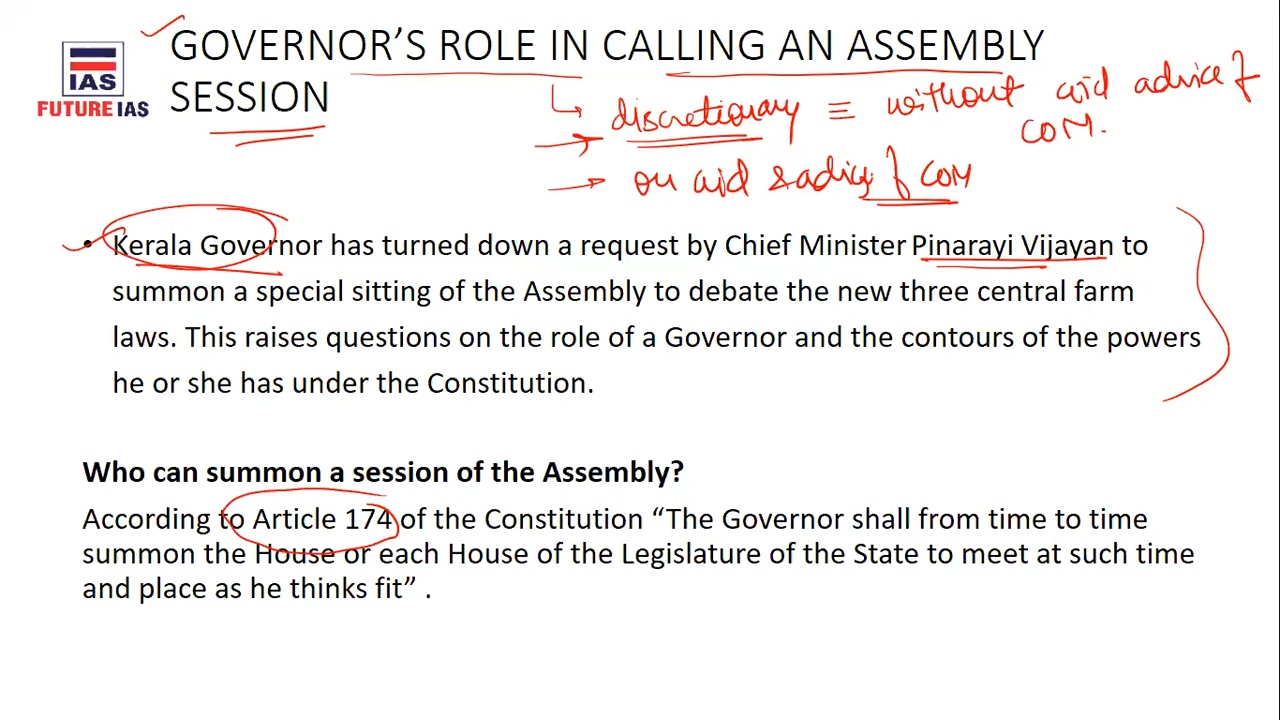 GOVERNOR'S ROLE IN CALLING AN ASSEMBLY
SESSION
IAS
FUTURE IAS
discretionary ≡ without aid advice of
COM.
on aid & advice of COM
• Kerala Governor has turned down a request by Chief Minister Pinarayi Vijayan to
summon a special sitting of the Assembly to debate the new three central farm
laws. This raises questions on the role of a Governor and the contours of the powers
he or she has under the Constitution.
Who can summon a session of the Assembly?
According to Article 174 of the Constitution “The Governor shall from time to time
summon the House or each House of the Legislature of the State to meet at such time
and place as he thinks fit” .